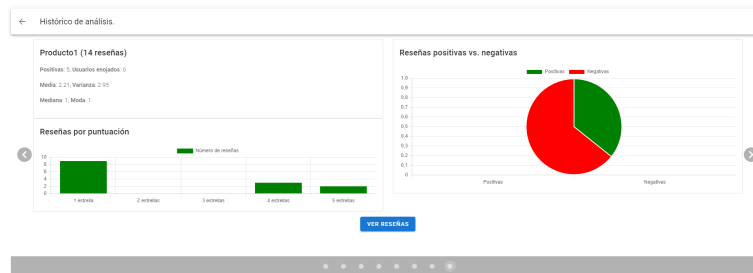 Histórico de análisis.
Producto1 (14 reseñas)
Positivas: 5, Usuarios enojados: 0
Media: 2.21, Varianza: 2.95
Mediana: 1, Moda: 1
Reseñas por puntuación
Número de reseñas
10
8
6
4
2
0
1 estrella 2 estrellas 3 estrellas 4 estrellas 5 estrellas
Reseñas positivas vs. negativas
Positivas Negativas
1,0
0,9
0,8
0,7
0,6
0,5
0,4
0,3
0,2
0,1
0
Positivas Negativas
VER RESEÑAS